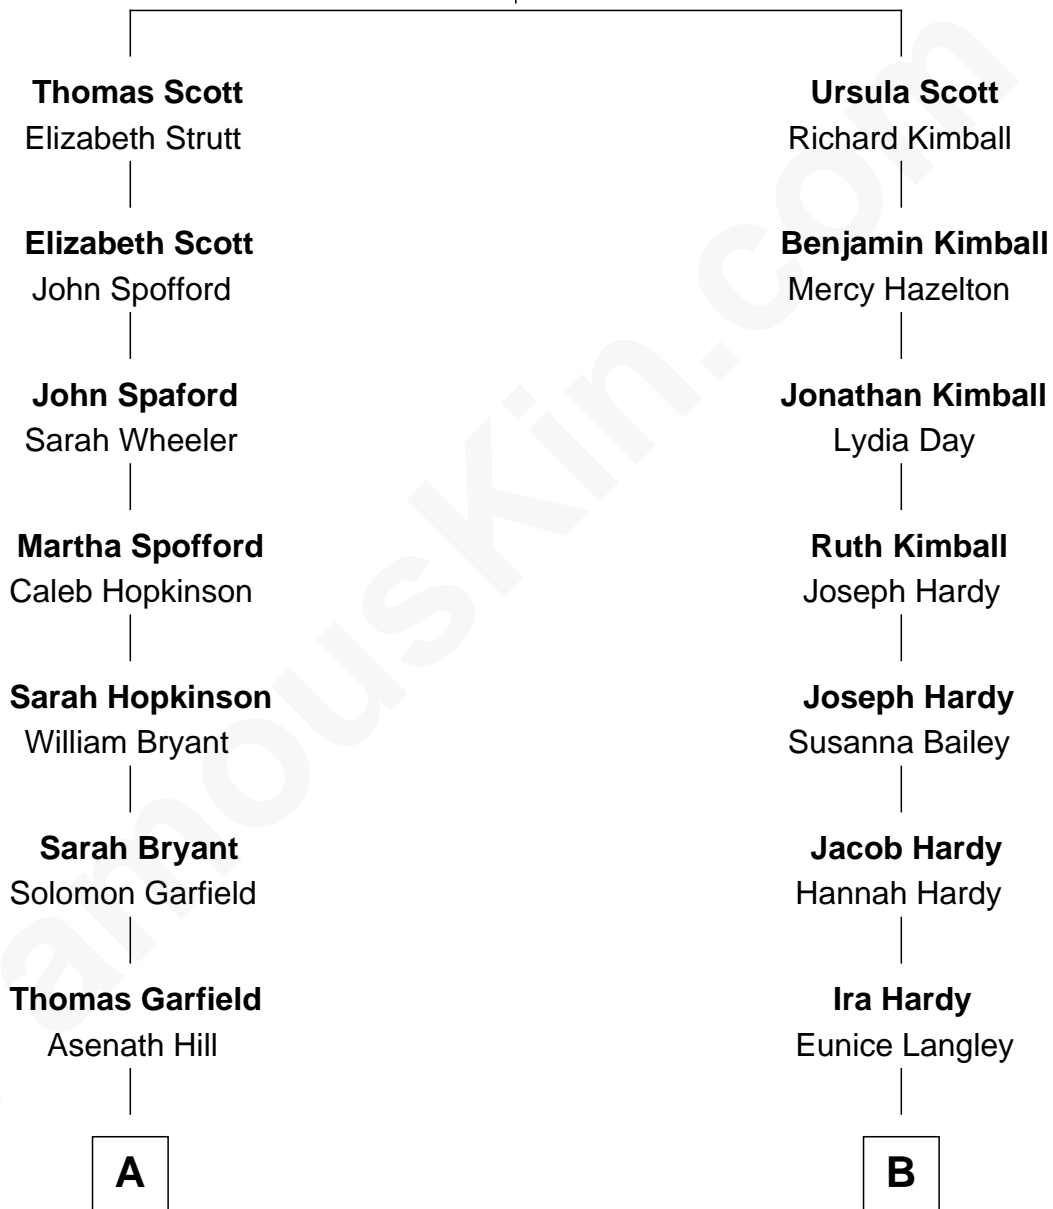 Thomas Scott
Elizabeth Strutt
Elizabeth Scott
John Spofford
John Spaford
Sarah Wheeler
Martha Spofford
Caleb Hopkinson
Sarah Hopkinson
William Bryant
Sarah Bryant
Solomon Garfield
Thomas Garfield
Asenath Hill
A
Ursula Scott
Richard Kimball
Benjamin Kimball
Mercy Hazelton
Jonathan Kimball
Lydia Day
Ruth Kimball
Joseph Hardy
Joseph Hardy
Susanna Bailey
Jacob Hardy
Hannah Hardy
Ira Hardy
Eunice Langley
B
amousKin.com